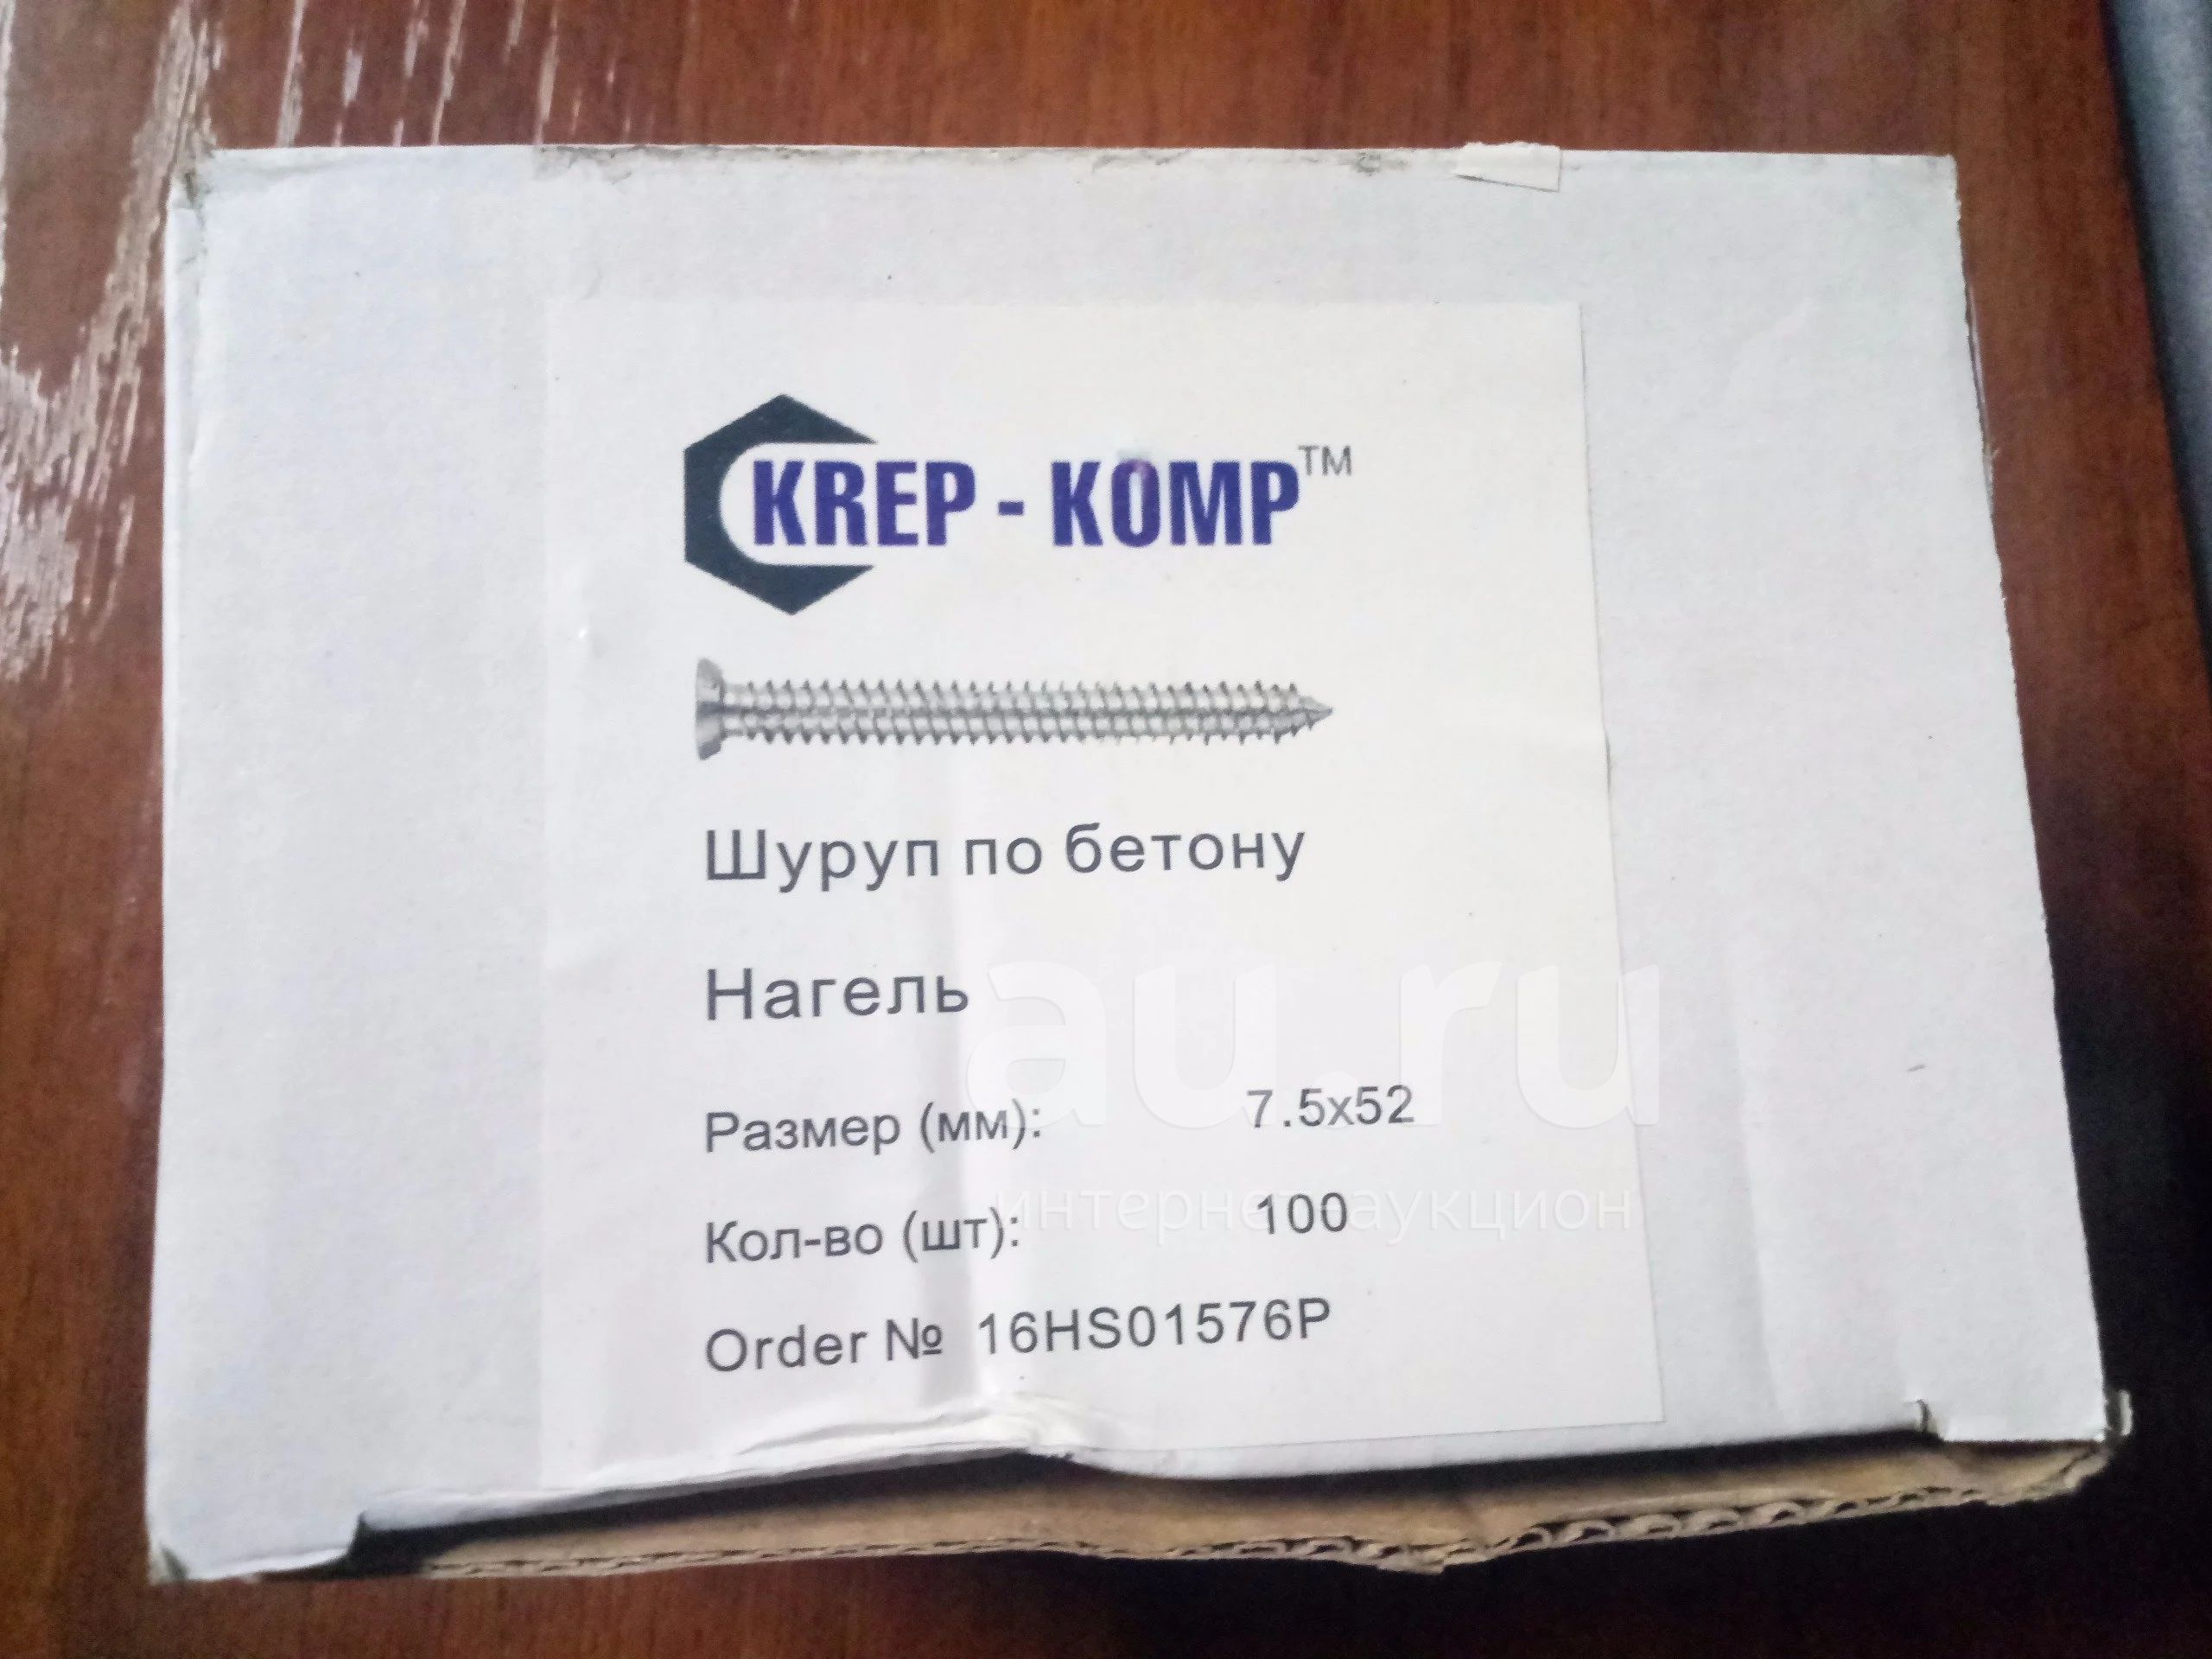 KREP - KOMP™
Шуруп по бетону
Нагель
au.ru
Размер (мм): 7.5x52
интернет-аукцион
Кол-во (шт): 100
Order № 16HS01576P